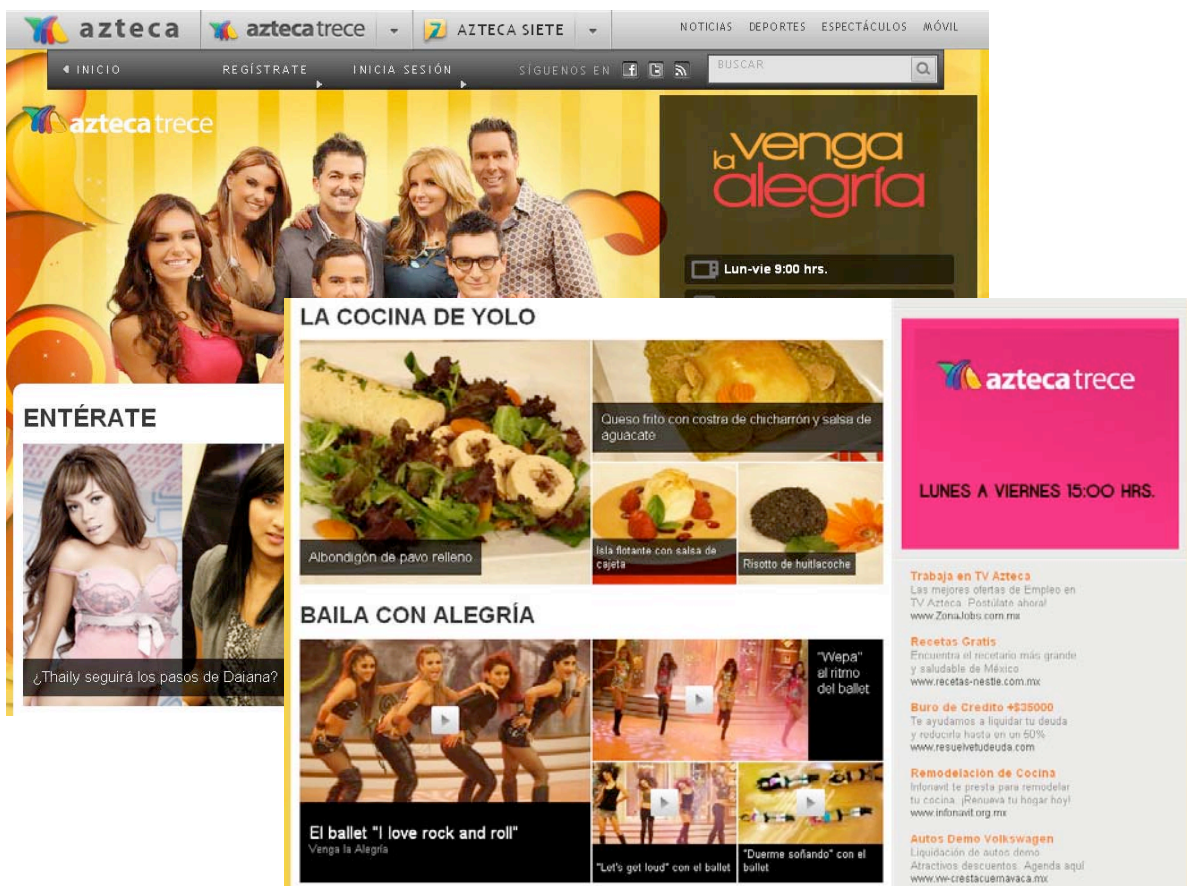 azteca
azteca trece
7 AZTECA SIETE
NOTICIAS DEPORTES ESPECTÁCULOS MÓVIL
INICIO
REGÍSTRATE
INICIA SESIÓN
SÍGUENOS EN
BUSCAR
azteca trece
venga
la
alegría
Lun-vie 9:00 hrs.
ENTÉRATE
¿Thaily seguirá los pasos de Daiana?
LA COCINA DE YOLO
Albondigón de pavo relleno
Queso frito con costra de chicharrón y salsa de
aguacate
Isla flotante con salsa de
cajeta
Risotto de huitlacoche
BAILA CON ALEGRÍA
El ballet "I love rock and roll"
Venga la Alegría
"Wepa"
al ritmo
del ballet
"Let's get loud" con el ballet
"Duerme soñando" con el
ballet
azteca trece
LUNES A VIERNES 15:00 HRS.
Trabaja en TV Azteca
Las mejores ofertas de Empleo en
TV Azteca. Postúlate ahora!
www.ZonaJobs.com.mx
Recetas Gratis
Encuentra el recetario más grande
y saludable de México
www.recetas-nestle.com.mx
Buro de Credito +$35000
Te ayudamos a liquidar tu deuda
y reducirla hasta en un 60%
www.resuelvetudeuda.com
Remodelación de Cocina
Infonavit te presta para remodelar
tu cocina. ¡Renueva tu hogar hoy!
www.infonavit.org.mx
Autos Demo Volkswagen
Liquidación de autos demo
Atractivos descuentos. Agenda aquí
www.vw-crestacuernavaca.mx